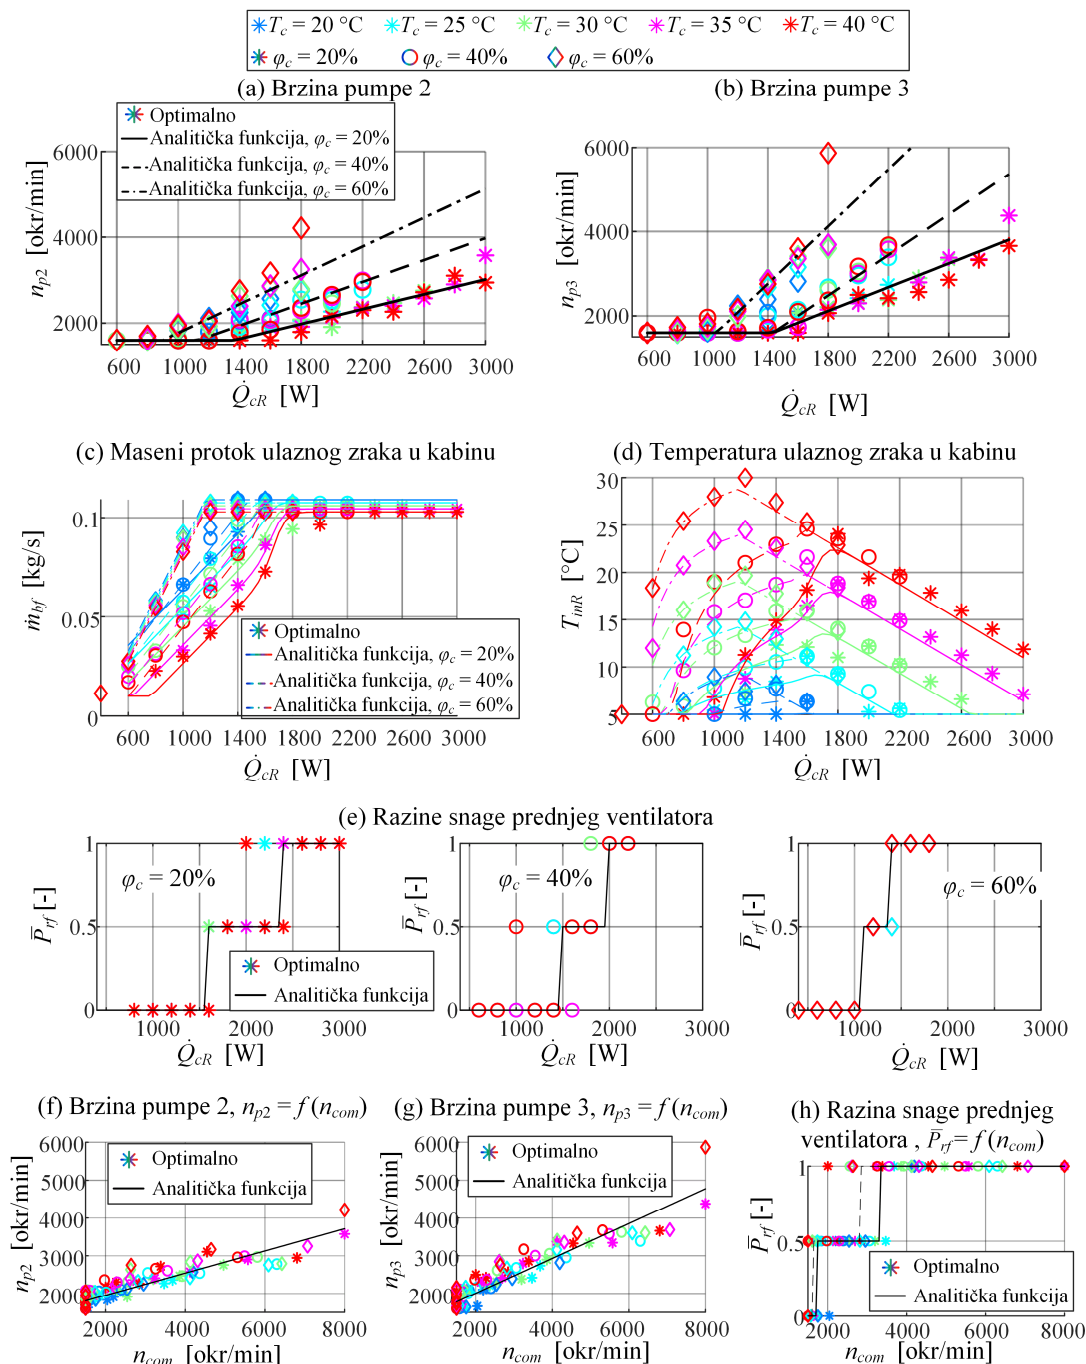 T_c = 20 °C T_c = 25 °C T_c = 30 °C T_c = 35 °C T_c = 40 °C
φ_c = 20% φ_c = 40% φ_c = 60%
(a) Brzina pumpe 2
Optimalno
Analitička funkcija, φ_c = 20%
Analitička funkcija, φ_c = 40%
Analitička funkcija, φ_c = 60%
6000
4000
2000
n_p2 [okr/min]
600 1000 1400 1800 2200 2600 3000
Q̇_cR [W]
(b) Brzina pumpe 3
6000
4000
2000
n_p3 [okr/min]
600 1000 1400 1800 2200 2600 3000
Q̇_cR [W]
(c) Maseni protok ulaznog zraka u kabinu
0.1
0.05
0
ṁ_bf [kg/s]
Optimalno
Analitička funkcija, φ_c = 20%
Analitička funkcija, φ_c = 40%
Analitička funkcija, φ_c = 60%
600 1000 1400 1800 2200 2600 3000
Q̇_cR [W]
(d) Temperatura ulaznog zraka u kabinu
30
25
20
15
10
5
T_inR [°C]
600 1000 1400 1800 2200 2600 3000
Q̇_cR [W]
(e) Razine snage prednjeg ventilatora
1
0.5
0
P̅_rf [-]
φ_c = 20%
Optimalno
Analitička funkcija
1000 2000 3000
Q̇_cR [W]
1
0.5
0
P̅_rf [-]
φ_c = 40%
1000 2000 3000
Q̇_cR [W]
1
0.5
0
P̅_rf [-]
φ_c = 60%
1000 2000 3000
Q̇_cR [W]
(f) Brzina pumpe 2, n_p2 = f(n_com)
6000
5000
4000
3000
2000
n_p2 [okr/min]
Optimalno
Analitička funkcija
2000 4000 6000 8000
n_com [okr/min]
(g) Brzina pumpe 3, n_p3 = f(n_com)
6000
5000
4000
3000
2000
n_p3 [okr/min]
Optimalno
Analitička funkcija
2000 4000 6000 8000
n_com [okr/min]
(h) Razina snage prednjeg
ventilatora , P̅_rf = f(n_com)
1
0.5
0
P̅_rf [-]
Optimalno
Analitička funkcija
2000 4000 6000 8000
n_com [okr/min]